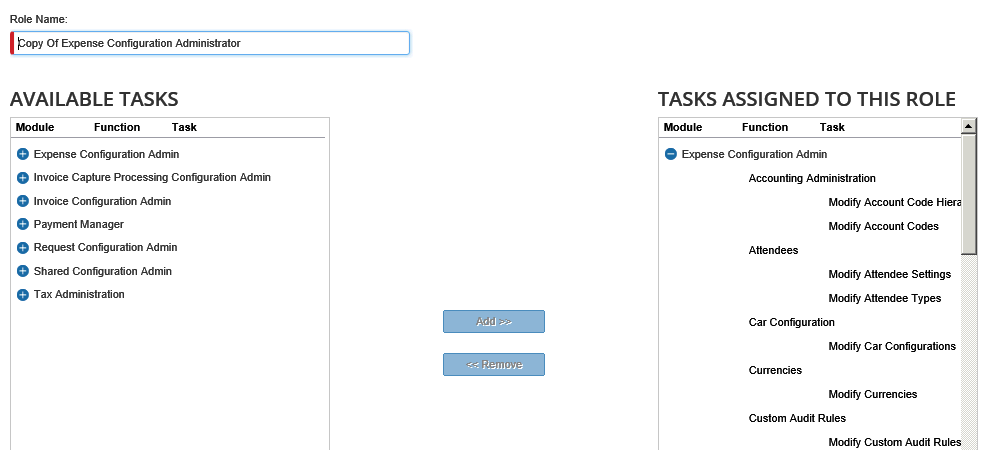 Role Name:
Copy Of Expense Configuration Administrator
AVAILABLE TASKS
Module Function Task
Expense Configuration Admin
Invoice Capture Processing Configuration Admin
Invoice Configuration Admin
Payment Manager
Request Configuration Admin
Shared Configuration Admin
Tax Administration
Add >>
<< Remove
TASKS ASSIGNED TO THIS ROLE
Module Function Task
Expense Configuration Admin
Accounting Administration
Modify Account Code Hiera
Modify Account Codes
Attendees
Modify Attendee Settings
Modify Attendee Types
Car Configuration
Modify Car Configurations
Currencies
Modify Currencies
Custom Audit Rules
Modify Custom Audit Rules